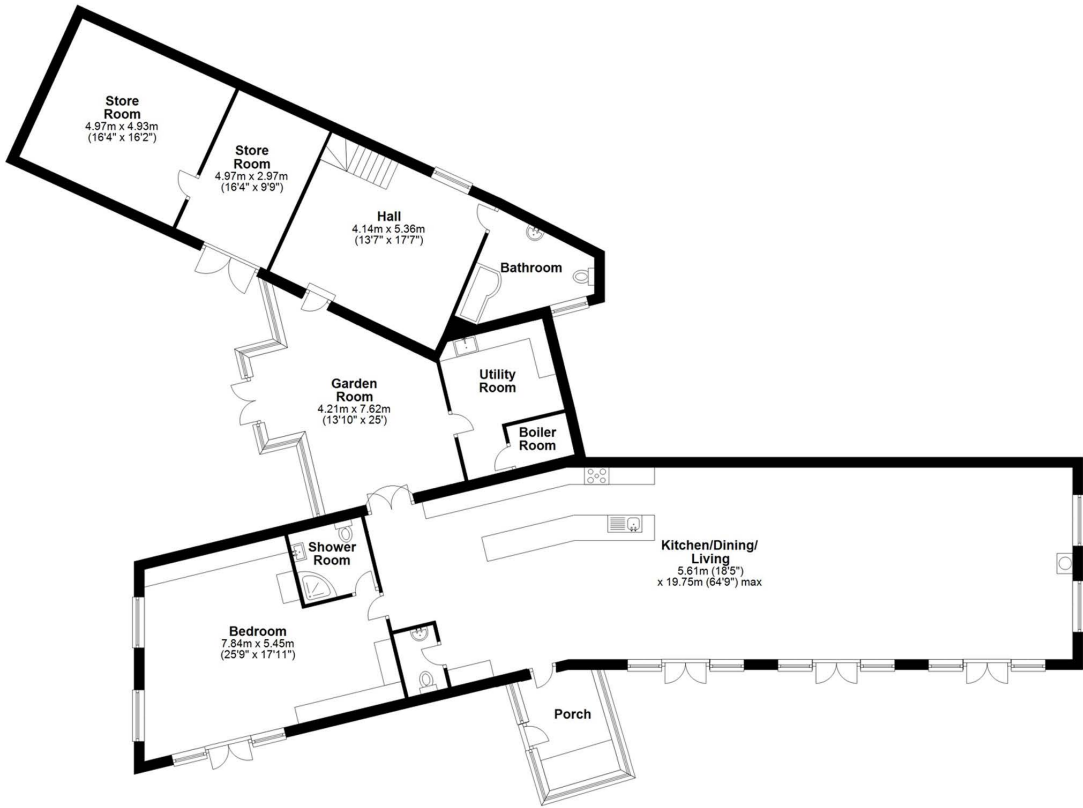 Store
Room
4.97m x 4.93m
(16'4" x 16'2")
Store
Room
4.97m x 2.97m
(16'4" x 9'9")
Hall
4.14m x 5.36m
(13'7" x 17'7")
Bathroom
Garden
Room
4.21m x 7.62m
(13'10" x 25')
Utility
Room
Boiler
Room
Shower
Room
Kitchen/Dining/
Living
5.61m (18'5")
x 19.75m (64'9") max
Bedroom
7.84m x 5.45m
(25'9" x 17'11")
Porch